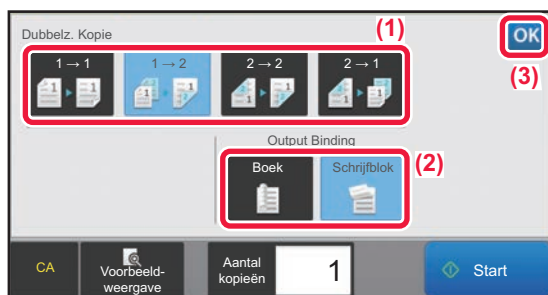 Dubbelz. Kopie
(1)
OK
(3)
1 → 1
1 → 2
2 → 2
2 → 1
Output Binding
Boek
Schrijfblok
(2)
CA
Voorbeeld-
weergave
Aantal
kopieën
1
Start